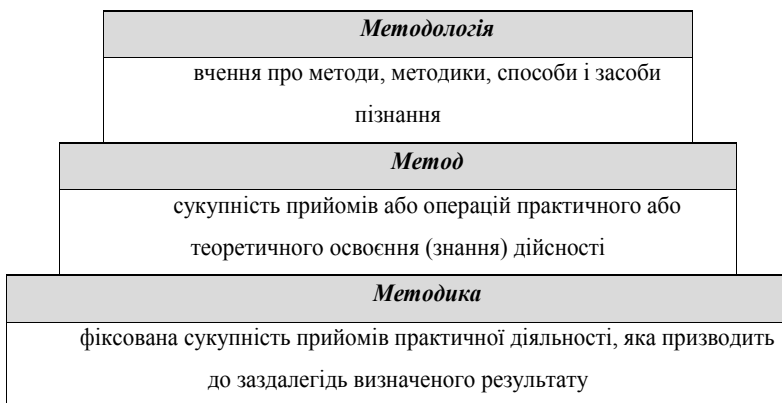 Методологія
вчення про методи, методики, способи і засоби
пізнання
Метод
сукупність прийомів або операцій практичного або
теоретичного освоєння (знання) дійсності
Методика
фіксована сукупність прийомів практичної діяльності, яка призводить
до заздалегідь визначеного результату